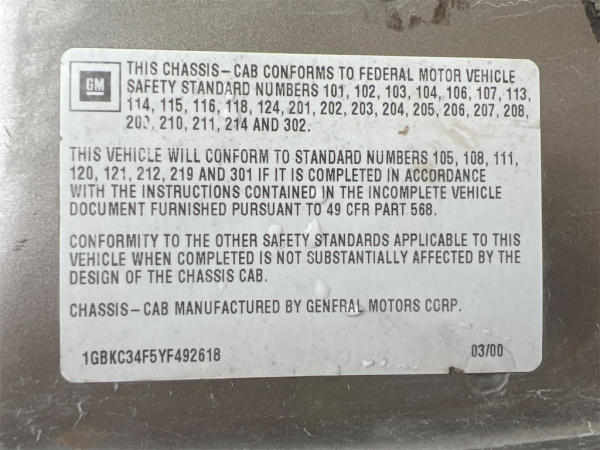 GM
THIS CHASSIS-CAB CONFORMS TO FEDERAL MOTOR VEHICLE
SAFETY STANDARD NUMBERS 101, 102, 103, 104, 106, 107, 113,
114, 115, 116, 118, 124, 201, 202, 203, 204, 205, 206, 207, 208,
209, 210, 211, 214 AND 302.
THIS VEHICLE WILL CONFORM TO STANDARD NUMBERS 105, 108, 111,
120, 121, 212, 219 AND 301 IF IT IS COMPLETED IN ACCORDANCE
WITH THE INSTRUCTIONS CONTAINED IN THE INCOMPLETE VEHICLE
DOCUMENT FURNISHED PURSUANT TO 49 CFR PART 568.
CONFORMITY TO THE OTHER SAFETY STANDARDS APPLICABLE TO THIS
VEHICLE WHEN COMPLETED IS NOT SUBSTANTIALLY AFFECTED BY THE
DESIGN OF THE CHASSIS CAB.
CHASSIS-CAB MANUFACTURED BY GENERAL MOTORS CORP.
1GBKC34F5YF492618 03/00